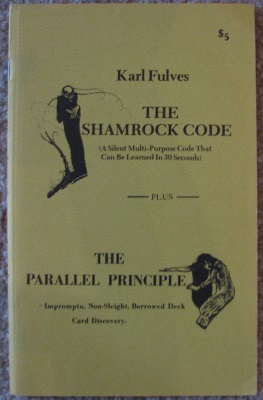 $5
Karl Fulves
THE
SHAMROCK CODE
(A Silent Multi-Purpose Code That
Can Be Learned In 30 Seconds)
PLUS
THE
PARALLEL PRINCIPLE
Impromptu, Non-Sleight, Borrowed Deck
Card Discovery.